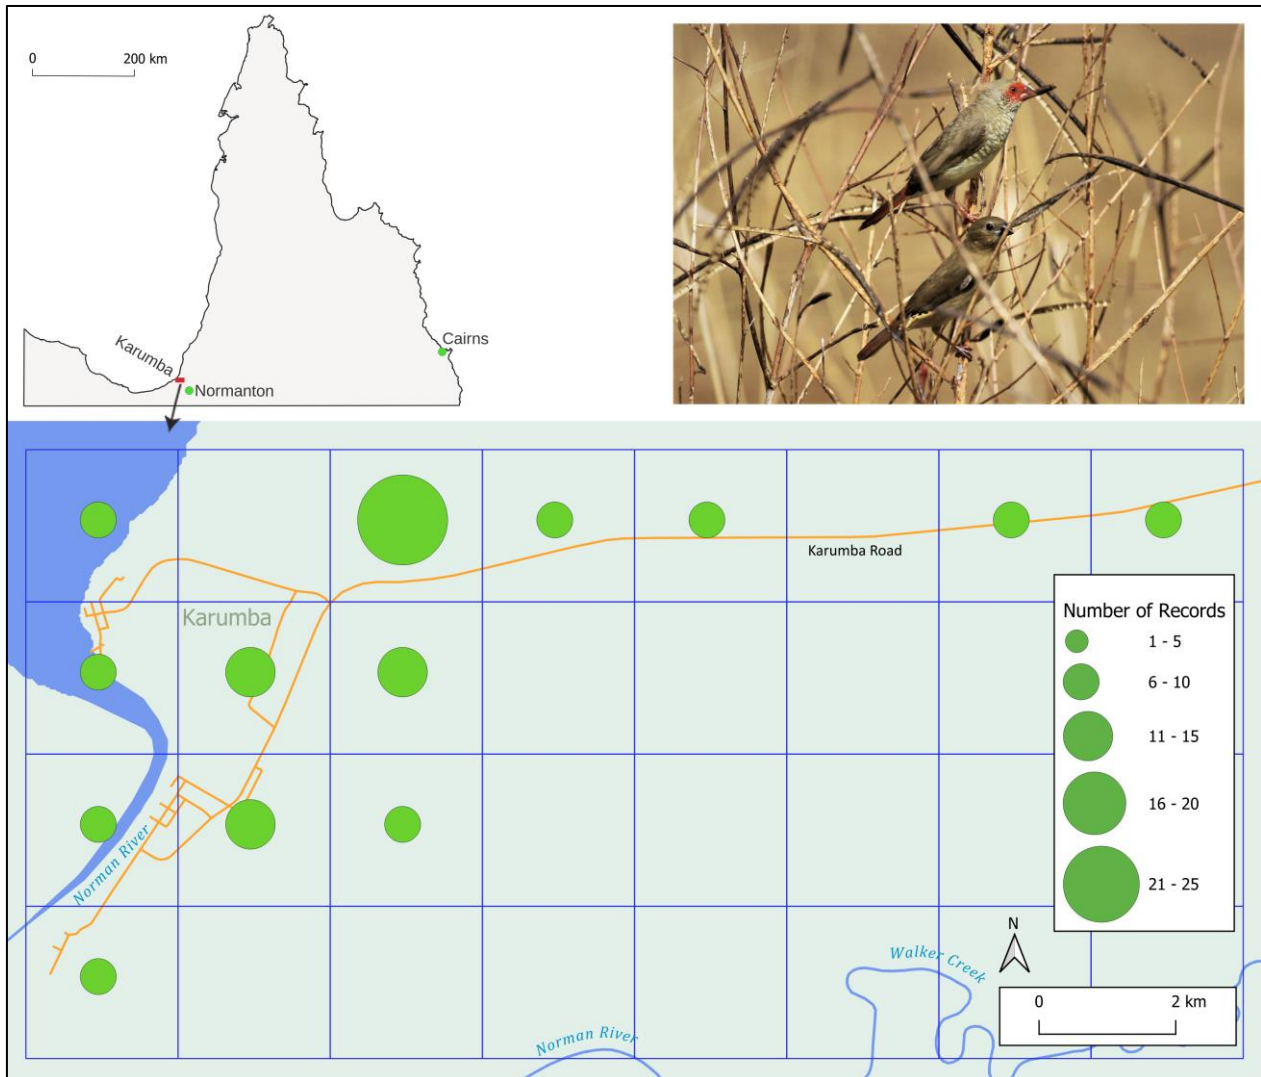 0
200 km
Karumba
Cairns
Normanton
Karumba Road
Karumba
Number of Records
1 - 5
6 - 10
11 - 15
16 - 20
21 - 25
Norman River
N
Walker Creek
0
2 km
Norman River